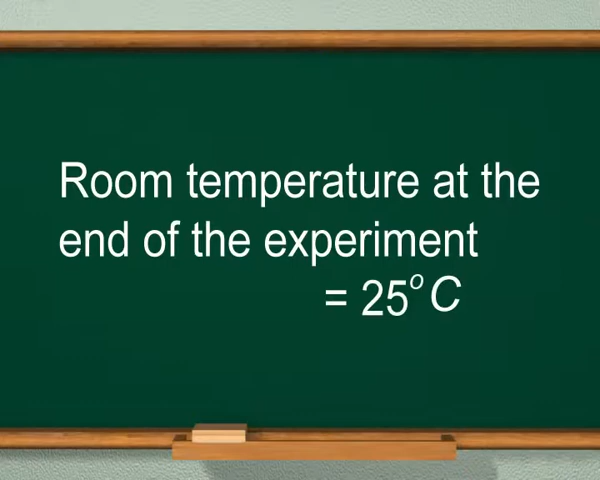 Room temperature at the
end of the experiment
= 25°C